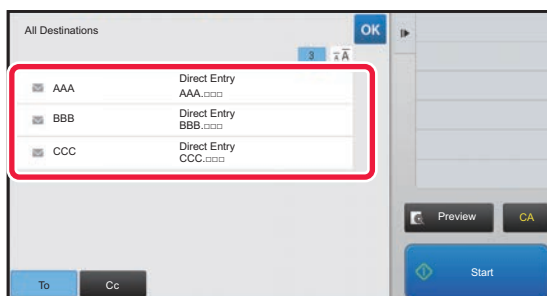 All Destinations
OK
3
A A
AAA
Direct Entry
AAA.□□□
BBB
Direct Entry
BBB.□□□
CCC
Direct Entry
CCC.□□□
Preview
CA
Start
To
Cc